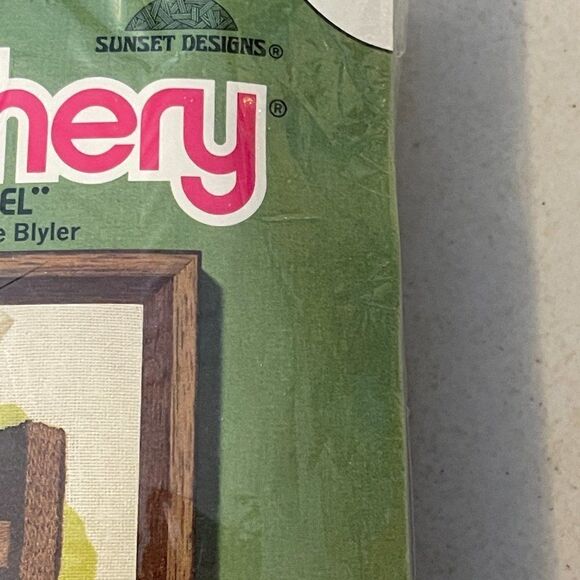 SUNSET DESIGNS®
hery®
EL"
e Blyler